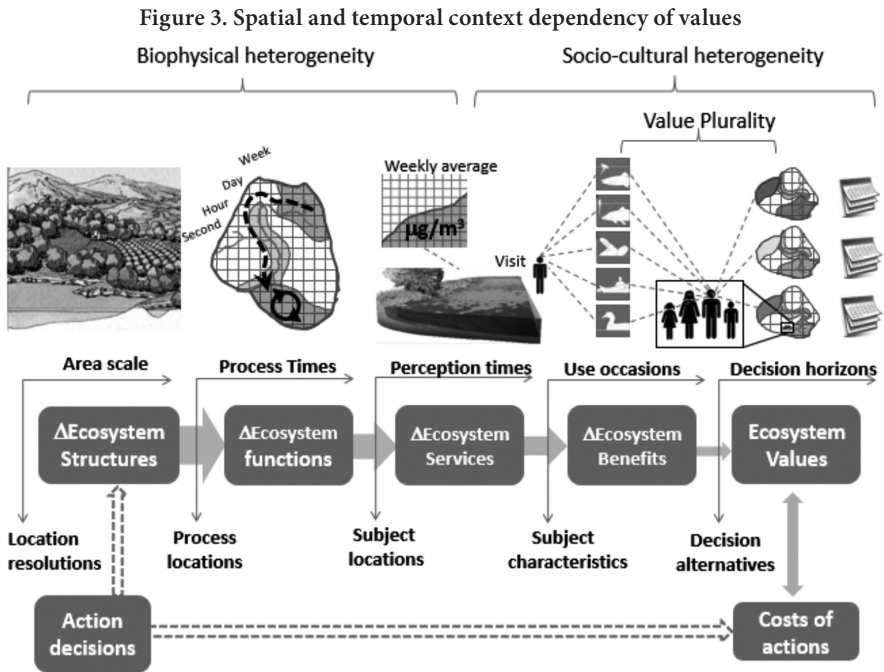 Figure 3. Spatial and temporal context dependency of values
Biophysical heterogeneity
Socio-cultural heterogeneity
Value Plurality
Week
Day
Hour
Second
Weekly average
µg/m³
Visit
Area scale
Process Times
Perception times
Use occasions
Decision horizons
ΔEcosystem
Structures
ΔEcosystem
functions
ΔEcosystem
Services
ΔEcosystem
Benefits
Ecosystem
Values
Location
resolutions
Process
locations
Subject
locations
Subject
characteristics
Decision
alternatives
Action
decisions
Costs of
actions